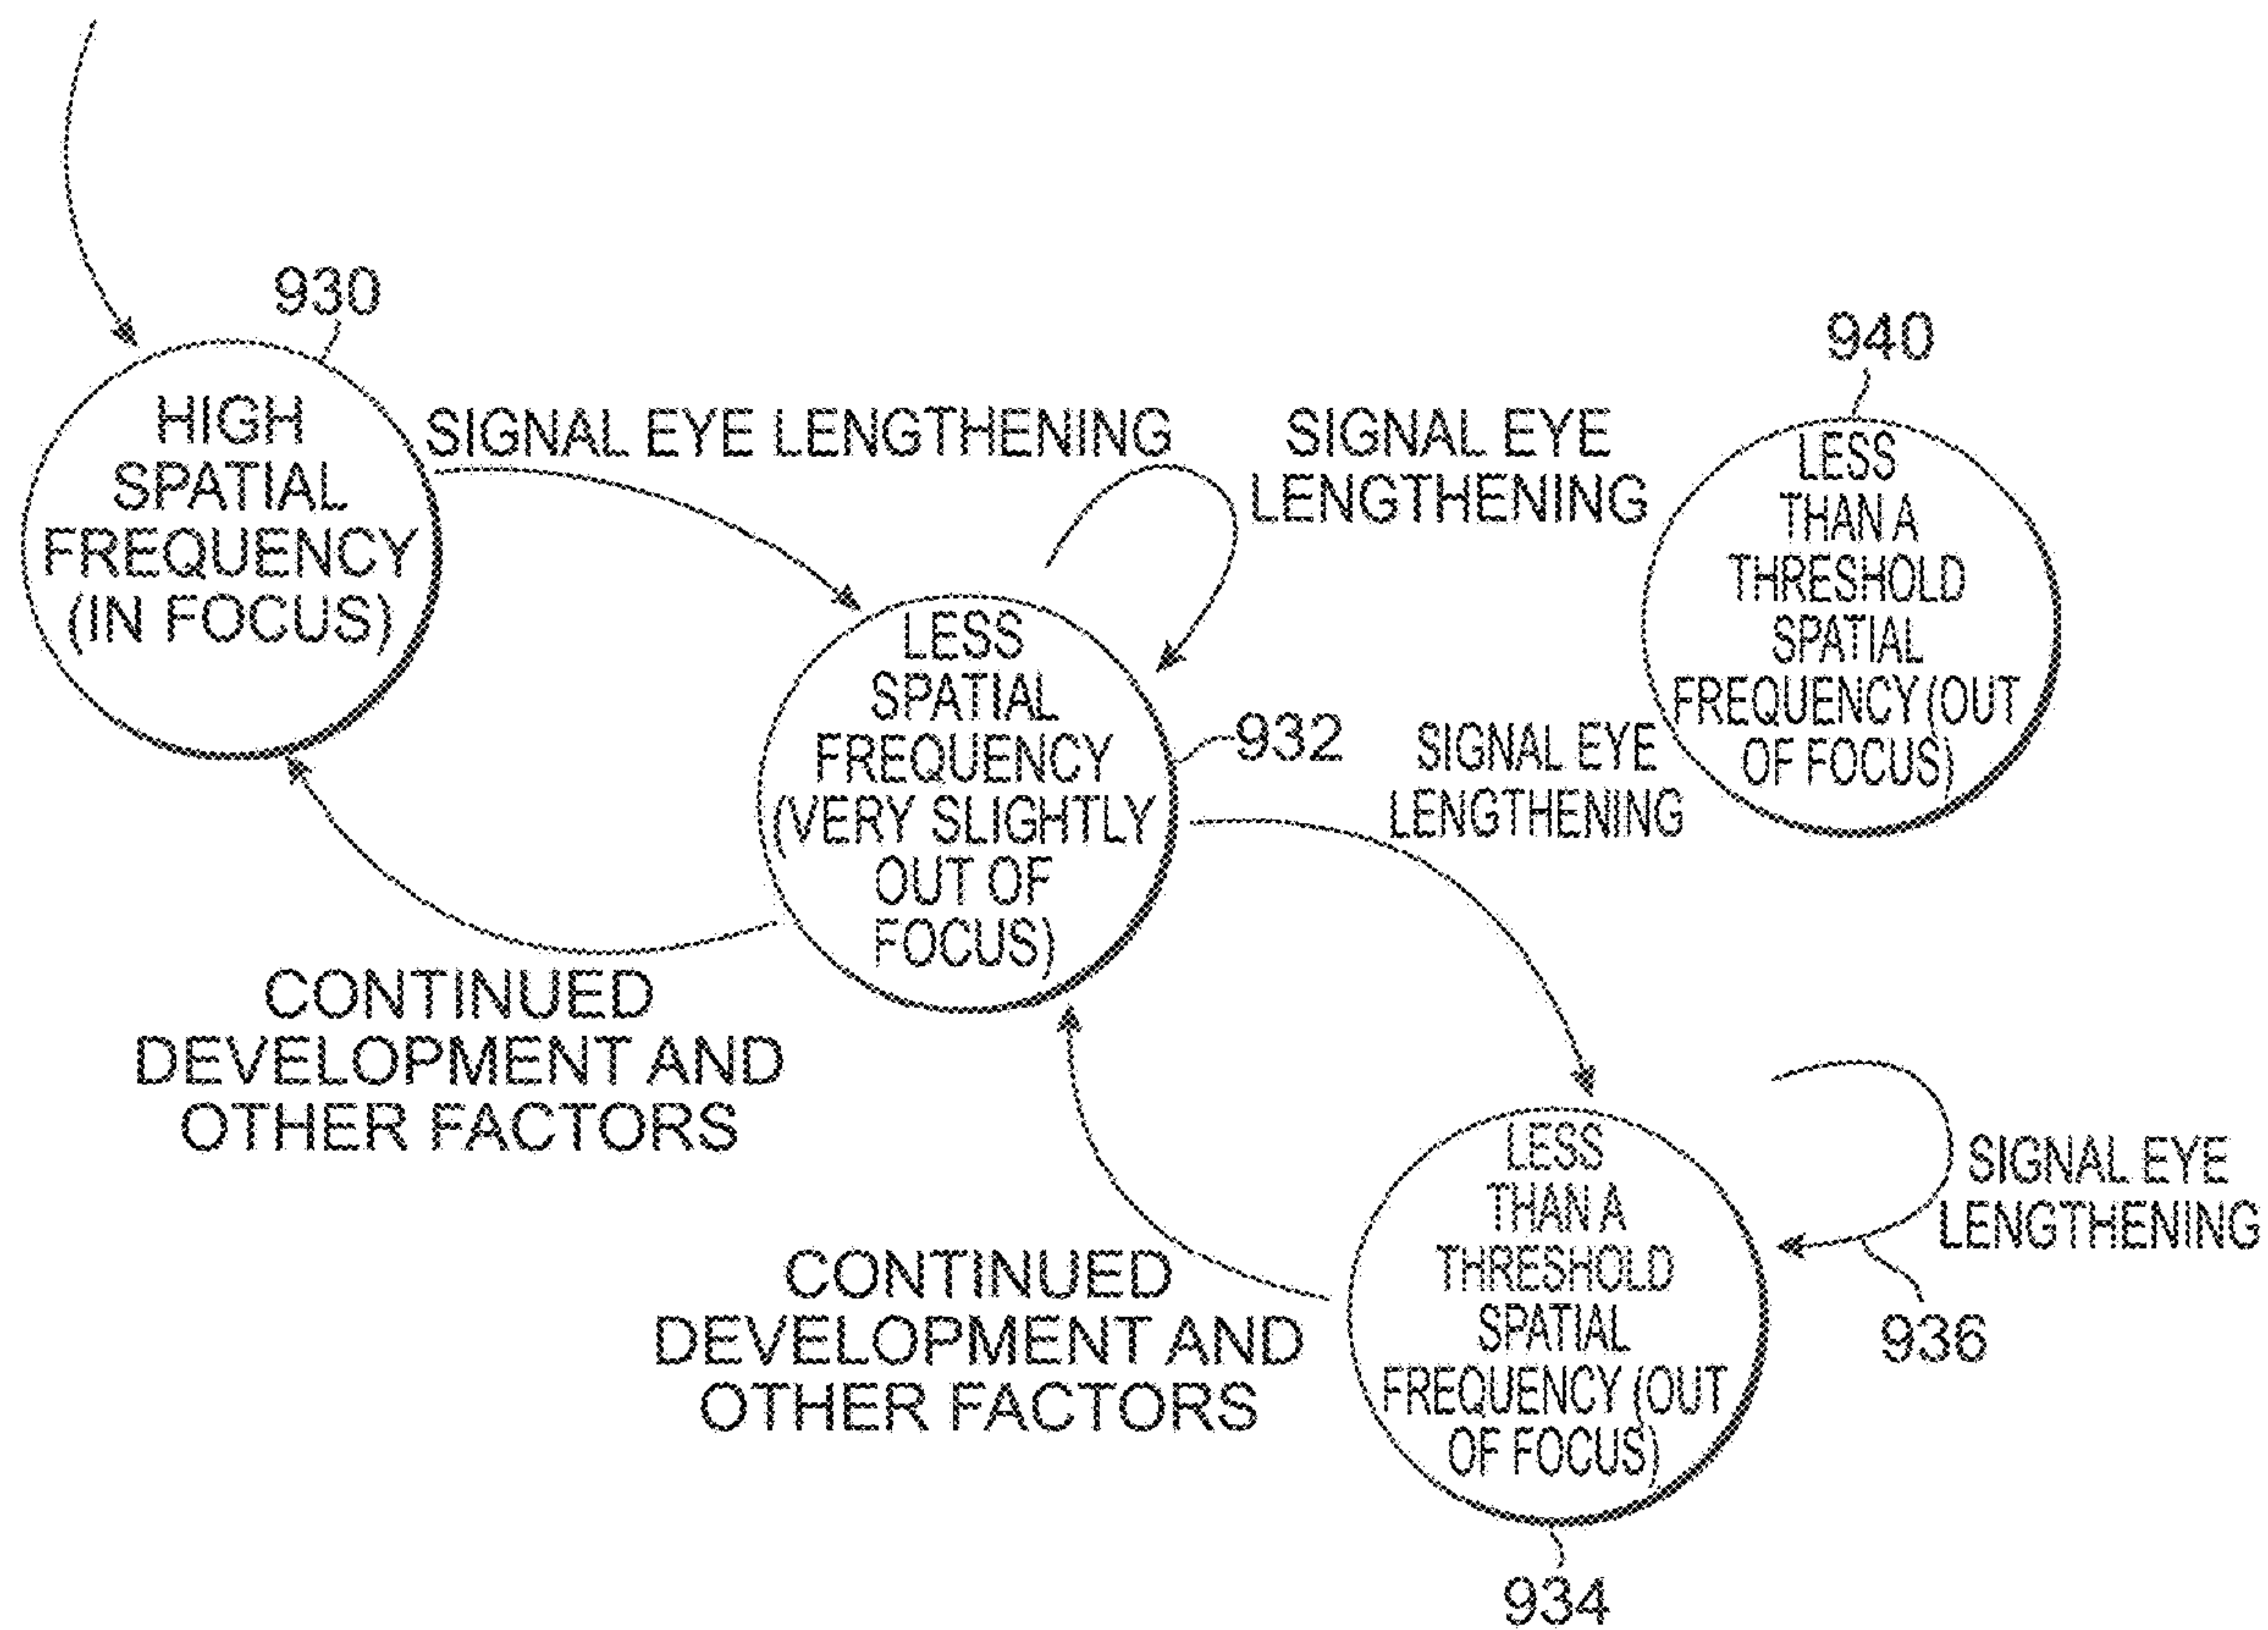 930
HIGH
SPATIAL
FREQUENCY
(IN FOCUS)
SIGNAL EYE LENGTHENING
SIGNAL EYE
LENGTHENING
940
LESS
THAN A
THRESHOLD
SPATIAL
FREQUENCY (OUT
OF FOCUS)
LESS
SPATIAL
FREQUENCY
(VERY SLIGHTLY
OUT OF
FOCUS)
932
SIGNAL EYE
LENGTHENING
CONTINUED
DEVELOPMENT AND
OTHER FACTORS
CONTINUED
DEVELOPMENT AND
OTHER FACTORS
LESS
THAN A
THRESHOLD
SPATIAL
FREQUENCY (OUT
OF FOCUS)
SIGNAL EYE
LENGTHENING
936
934